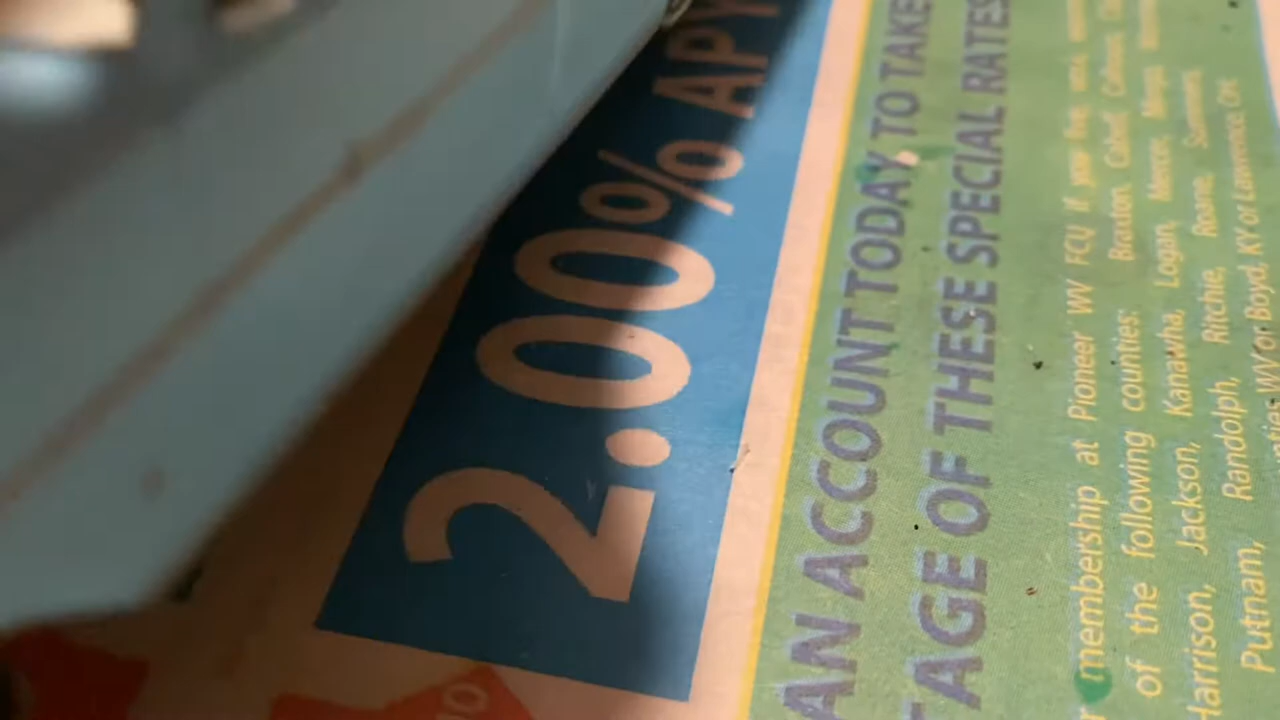 2.00% APY
AN ACCOUNT TODAY, TO TAKE
TAGE OF THESE SPECIAL RATES
r membership at Pioneer WV FCU if you live,
of the following counties: Braxton, Cabell, Calhoun,
Harrison, Jackson, Kanawha, Logan, Mercer, Mingo,
Putnam, Randolph, Ritchie, Roane, Summers
nties WV or Boyd, KY or Lawrence OH